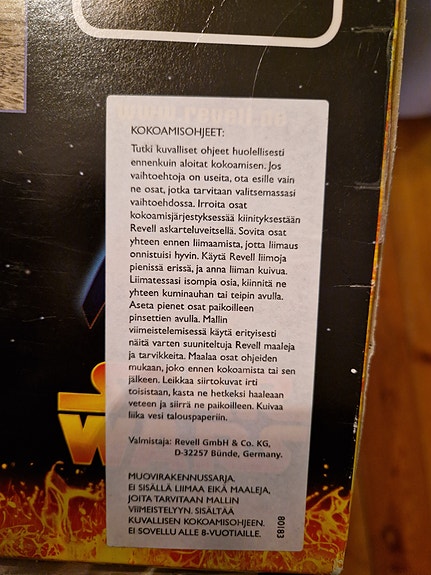 www.revell.de
KOKOAMISOHJEET:
Tutki kuvalliset ohjeet huolellisesti
ennenkuin aloitat kokoamisen. Jos
vaihtoehtoja on useita, ota esille vain
ne osat, jotka tarvitaan valitsemassasi
vaihtoehdossa. Irroita osat
kokoamisjärjestyksessä kiinityksestään
Revell askarteluveitsellä. Sovita osat
yhteen ennen liimaamista, jotta liimaus
onnistuisi hyvin. Käytä Revell liimoja
pienissä erissä, ja anna liiman kuivua.
Liimatessasi isompia osia, kiinnitä ne
yhteen kuminauhan tai teipin avulla.
Aseta pienet osat paikoilleen
pinsettien avulla. Mallin
viimeistelemisessä käytä erityisesti
näitä varten suuniteltuja Revell maaleja
ja tarvikkeita. Maalaa osat ohjeiden
mukaan, joko ennen kokoamista tai sen
jälkeen. Leikkaa siirtokuvat irti
toisistaan, kasta ne hetkeksi haaleaan
veteen ja siirrä ne paikoilleen. Kuivaa
liika vesi talouspaperiin.
Valmistaja: Revell GmbH & Co. KG,
D-32257 Bünde, Germany.
MUOVIRAKENNUSSARJA.
EI SISÄLLÄ LIIMAA EIKÄ MAALEJA,
JOITA TARVITAAN MALLIN
VIIMEISTELYYN. SISÄLTÄÄ
KUVALLISEN KOKOAMISOHJEEN.
EI SOVELLU ALLE 8-VUOTIAILLE.
80183